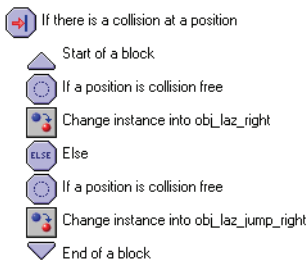 If there is a collision at a position
Start of a block
If a position is collision free
Change instance into obj_laz_right
ELSE Else
If a position is collision free
Change instance into obj_laz_jump_right
End of a block